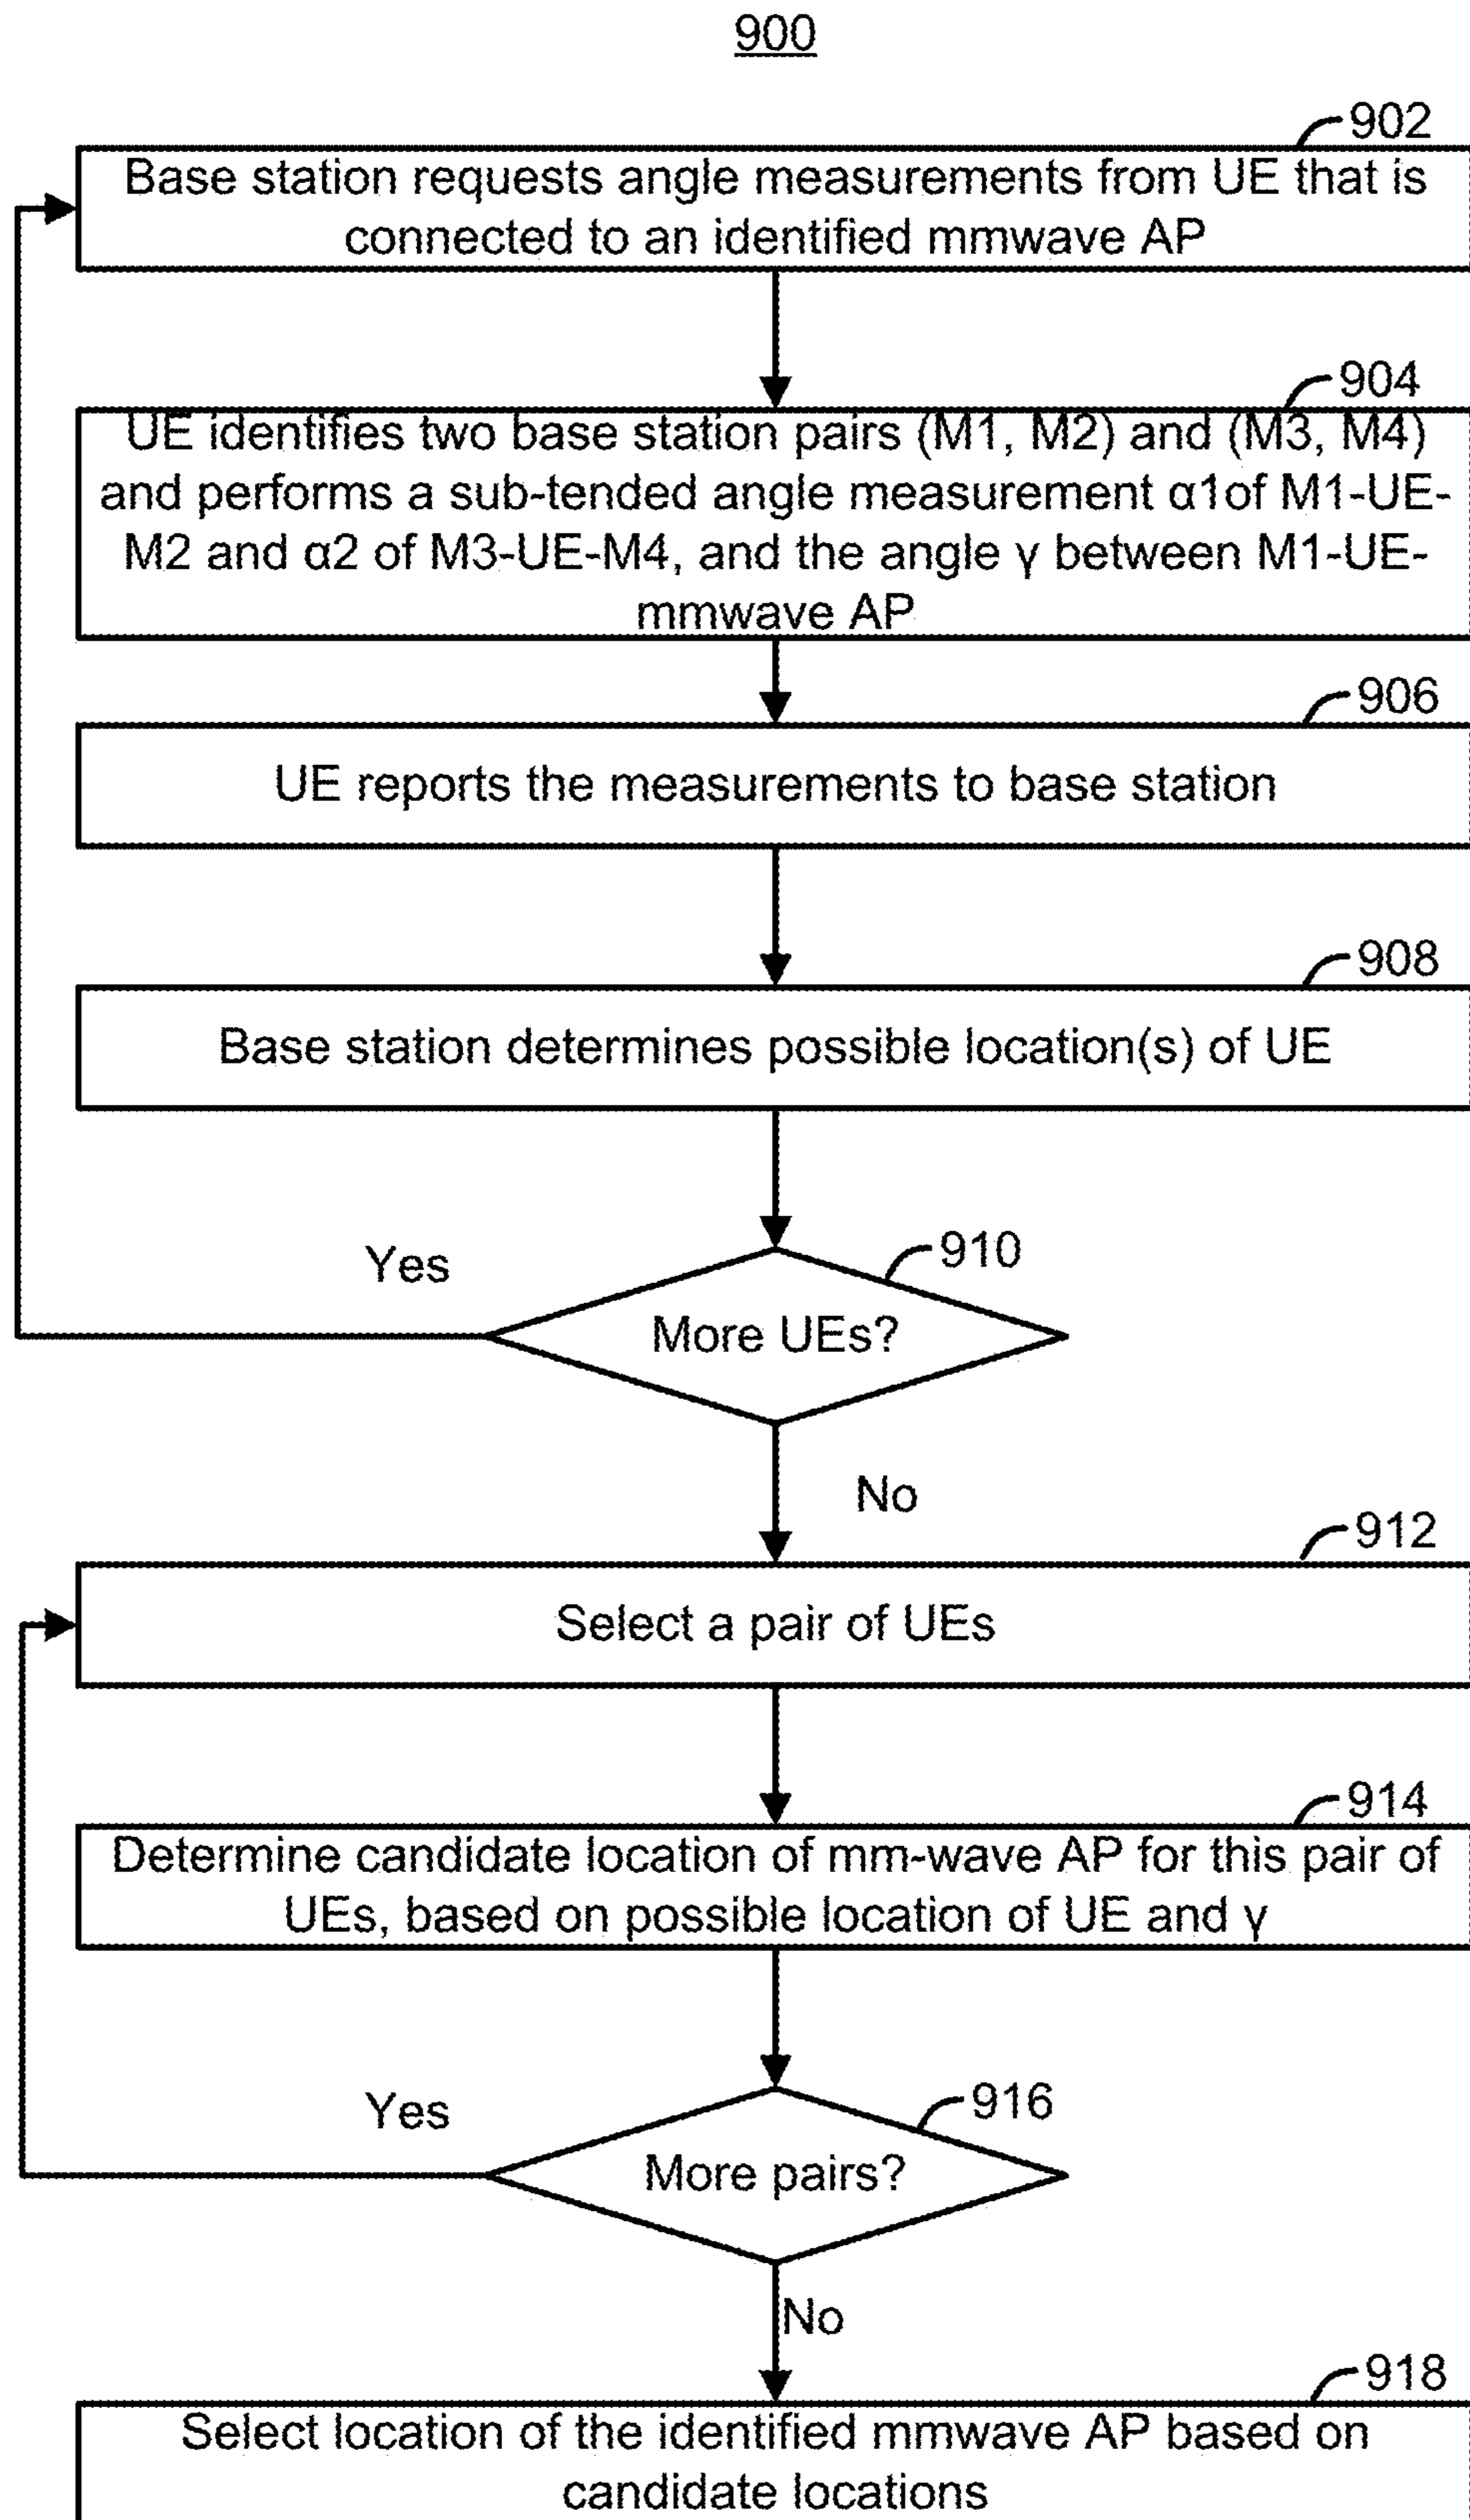 900
902
Base station requests angle measurements from UE that is
connected to an identified mmwave AP
904
UE identifies two base station pairs (M1, M2) and (M3, M4)
and performs a sub-tended angle measurement α1of M1-UE-
M2 and α2 of M3-UE-M4, and the angle γ between M1-UE-
mmwave AP
906
UE reports the measurements to base station
908
Base station determines possible location(s) of UE
910
Yes
More UEs?
No
912
Select a pair of UEs
914
Determine candidate location of mm-wave AP for this pair of
UEs, based on possible location of UE and γ
916
Yes
More pairs?
No
918
Select location of the identified mmwave AP based on
candidate locations